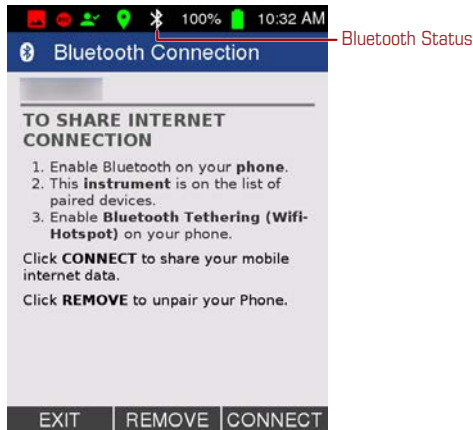 100% 10:32 AM
Bluetooth Status
Bluetooth Connection
TO SHARE INTERNET
CONNECTION
1. Enable Bluetooth on your phone.
2. This instrument is on the list of
paired devices.
3. Enable Bluetooth Tethering (Wifi-
Hotspot) on your phone.
Click CONNECT to share your mobile
internet data.
Click REMOVE to unpair your Phone.
EXIT REMOVE CONNECT